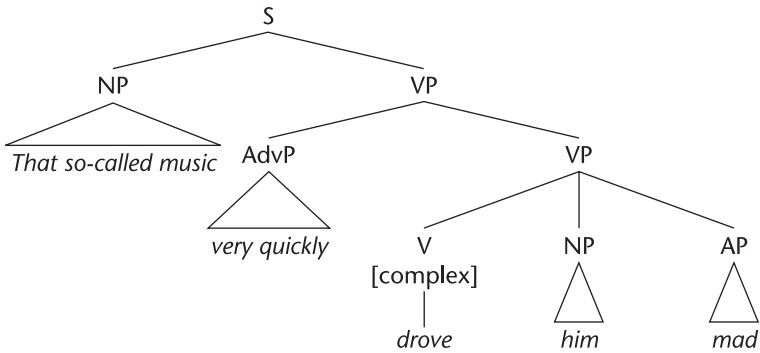 S
NP VP
That so-called music AdvP VP
very quickly V NP AP
[complex]
drove him mad